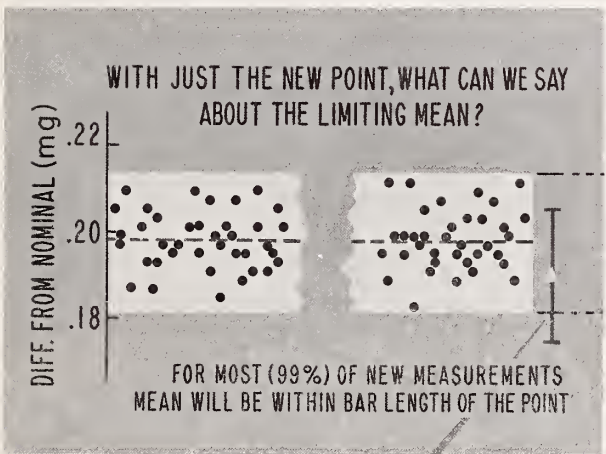 WITH JUST THE NEW POINT, WHAT CAN WE SAY
ABOUT THE LIMITING MEAN?
DIFF. FROM NOMINAL (mg)
.22
.20
.18
FOR MOST (99%) OF NEW MEASUREMENTS
MEAN WILL BE WITHIN BAR LENGTH OF THE POINT